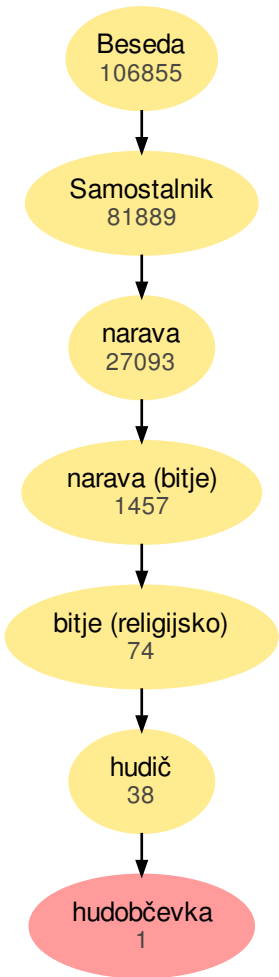 Beseda
106855
Samostalnik
81889
narava
27093
narava (bitje)
1457
bitje (religijsko)
74
hudič
38
hudobčevka
1